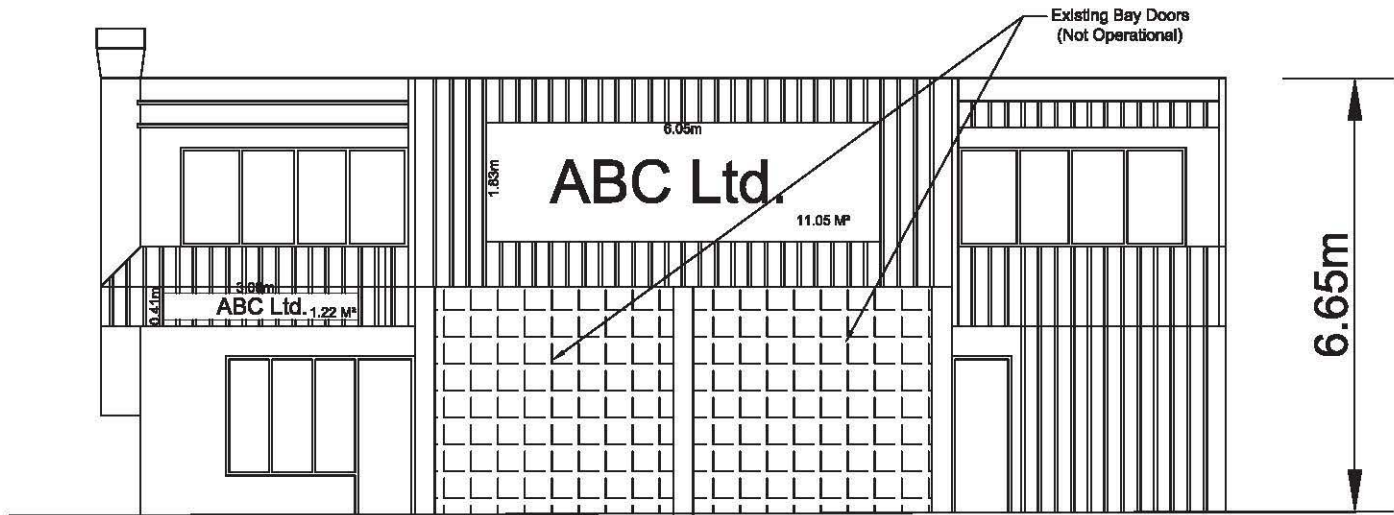 Existing Bay Doors
(Not Operational)
6.05m
1.83m
ABC Ltd.
11.05 M²
0.41m
ABC Ltd.
1.22 M²
6.65m